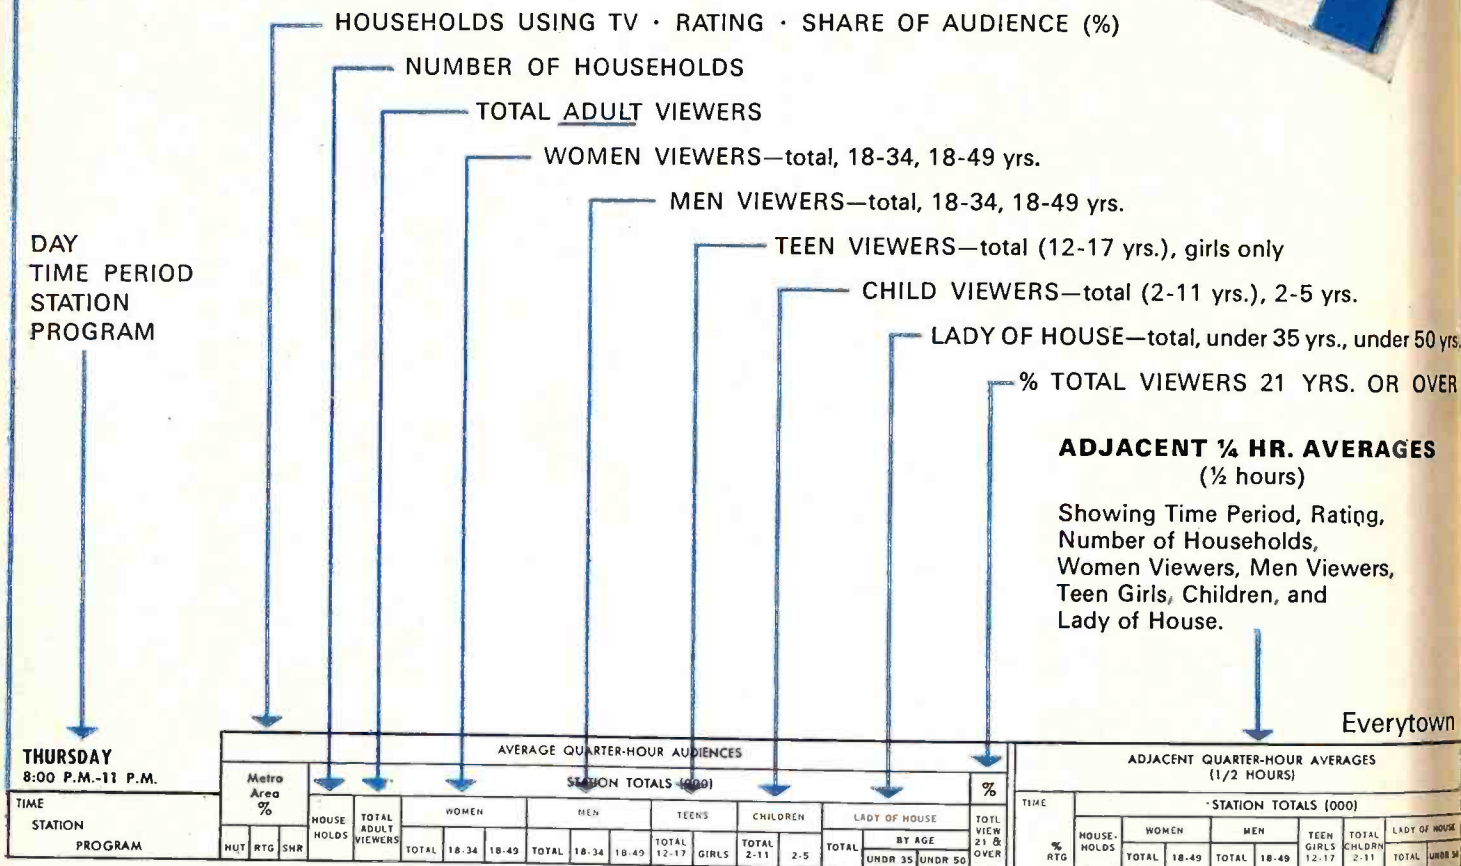 HOUSEHOLDS USING TV · RATING · SHARE OF AUDIENCE (%)
NUMBER OF HOUSEHOLDS
TOTAL ADULT VIEWERS
WOMEN VIEWERS—total, 18-34, 18-49 yrs.
MEN VIEWERS—total, 18-34, 18-49 yrs.
TEEN VIEWERS—total (12-17 yrs.), girls only
CHILD VIEWERS—total (2-11 yrs.), 2-5 yrs.
LADY OF HOUSE—total, under 35 yrs., under 50 yrs.
% TOTAL VIEWERS 21 YRS. OR OVER
DAY
TIME PERIOD
STATION
PROGRAM
ADJACENT ¼ HR. AVERAGES
(½ hours)
Showing Time Period, Rating,
Number of Households,
Women Viewers, Men Viewers,
Teen Girls, Children, and
Lady of House.
Everytown
THURSDAY
8:00 P.M.-11 P.M.
TIME
STATION
PROGRAM
AVERAGE QUARTER-HOUR AUDIENCES
Metro
Area
%
HUT RTG SHR
STATION TOTALS (000)
HOUSE
HOLDS
TOTAL
ADULT
VIEWERS
WOMEN
TOTAL 18-34 18-49
MEN
TOTAL 18-34 18-49
TEENS
TOTAL
12-17
GIRLS
CHILDREN
TOTAL
2-11
2-5
LADY OF HOUSE
TOTAL
BY AGE
UNDR 35 UNDR 50
%
TOTL
VIEW
21 &
OVER
ADJACENT QUARTER-HOUR AVERAGES
(1/2 HOURS)
TIME
%
RTG
STATION TOTALS (000)
HOUSE-
HOLDS
WOMEN
TOTAL 18-49
MEN
TOTAL 18-49
TEEN
GIRLS
12-17
TOTAL
CHLDRN
2-11
LADY OF HOUSE
TOTAL UNDR 50